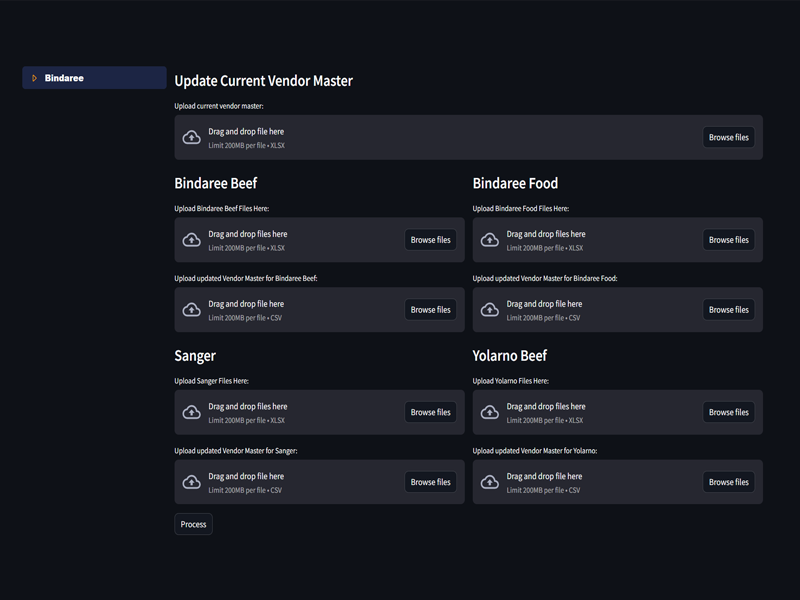 Bindaree
Update Current Vendor Master
Upload current vendor master:
Drag and drop file here
Limit 200MB per file • XLSX
Browse files
Bindaree Beef
Upload Bindaree Beef Files Here:
Drag and drop files here
Limit 200MB per file • XLSX
Browse files
Upload updated Vendor Master for Bindaree Beef:
Drag and drop file here
Limit 200MB per file • CSV
Browse files
Bindaree Food
Upload Bindaree Food Files Here:
Drag and drop files here
Limit 200MB per file • XLSX
Browse files
Upload updated Vendor Master for Bindaree Food:
Drag and drop file here
Limit 200MB per file • CSV
Browse files
Sanger
Upload Sanger Files Here:
Drag and drop files here
Limit 200MB per file • XLSX
Browse files
Upload updated Vendor Master for Sanger:
Drag and drop file here
Limit 200MB per file • CSV
Browse files
Yolarno Beef
Upload Yolarno Files Here:
Drag and drop files here
Limit 200MB per file • XLSX
Browse files
Upload updated Vendor Master for Yolarno:
Drag and drop file here
Limit 200MB per file • CSV
Browse files
Process